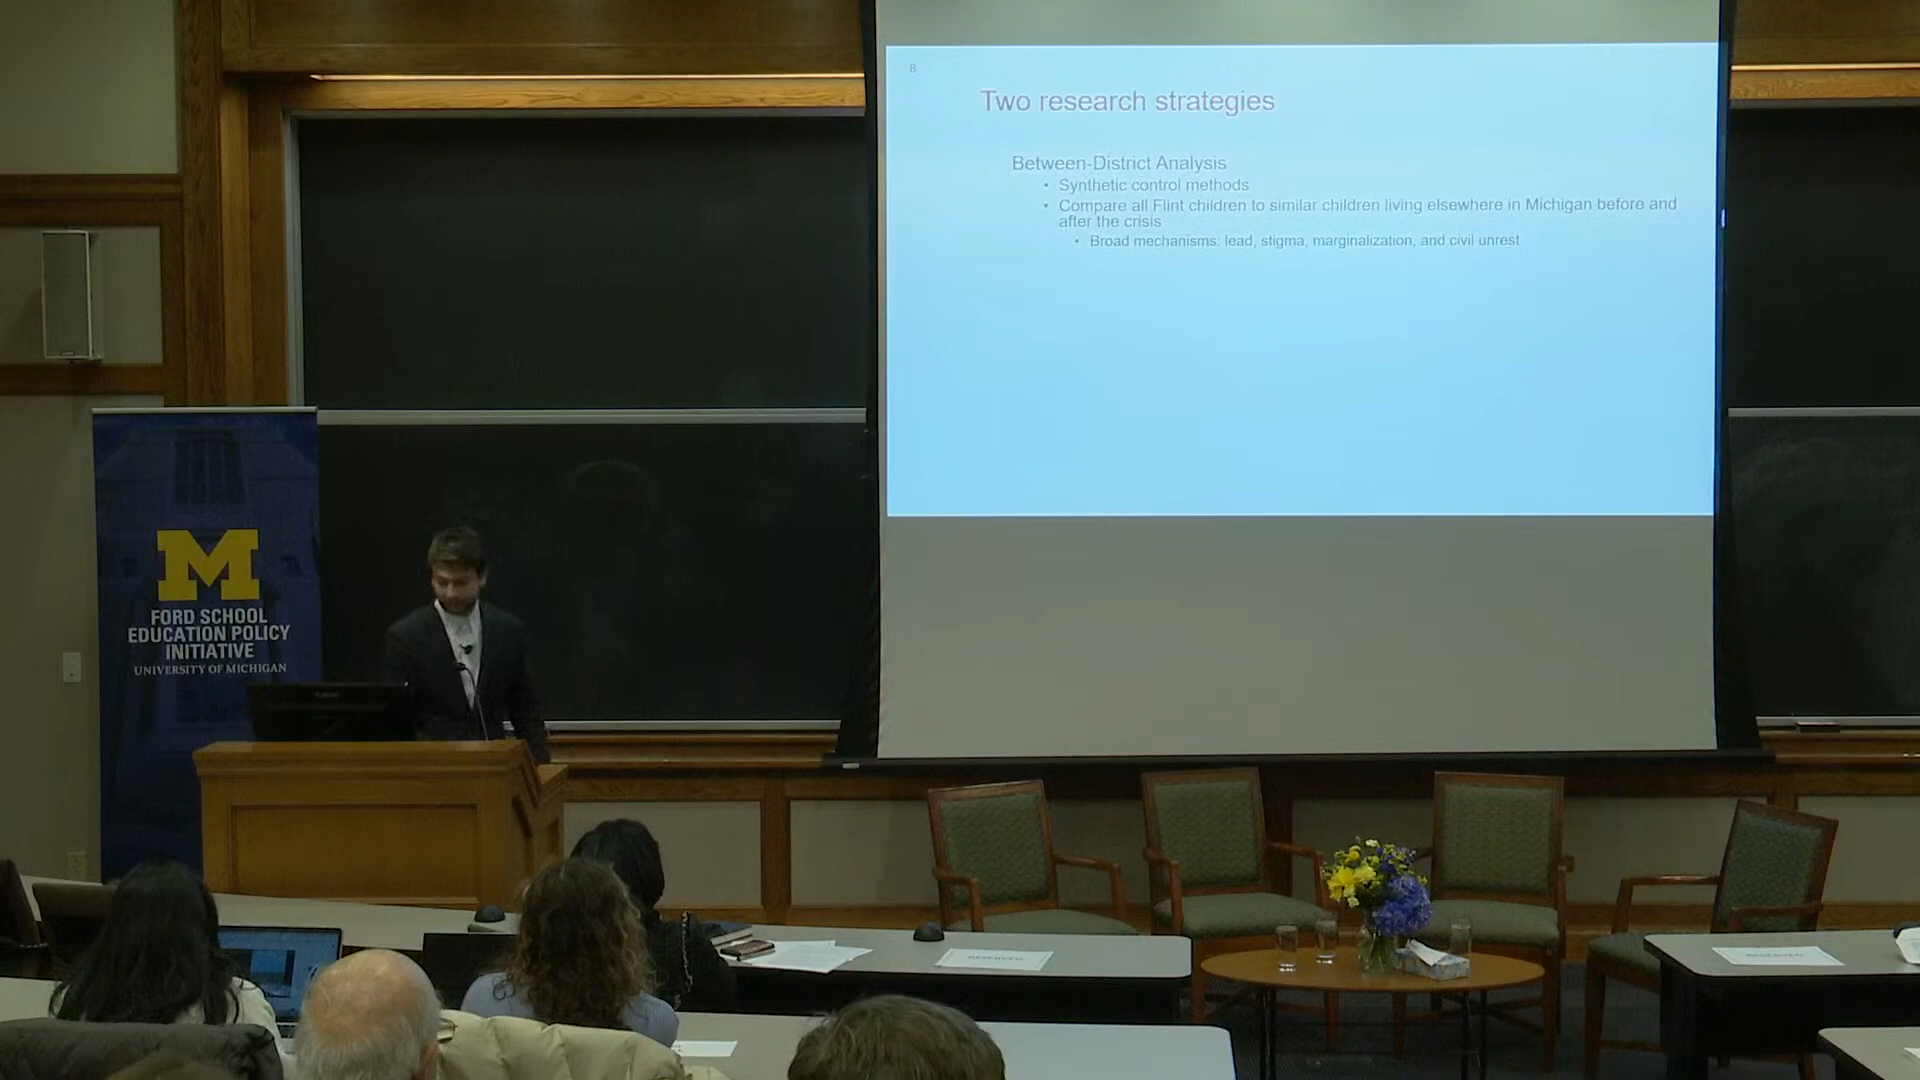 8
Two research strategies
Between-District Analysis
• Synthetic control methods
• Compare all Flint children to similar children living elsewhere in Michigan before and
after the crisis
• Broad mechanisms: lead, stigma, marginalization, and civil unrest
M
FORD SCHOOL
EDUCATION POLICY
INITIATIVE
UNIVERSITY OF MICHIGAN
RESERVED
RESERVED